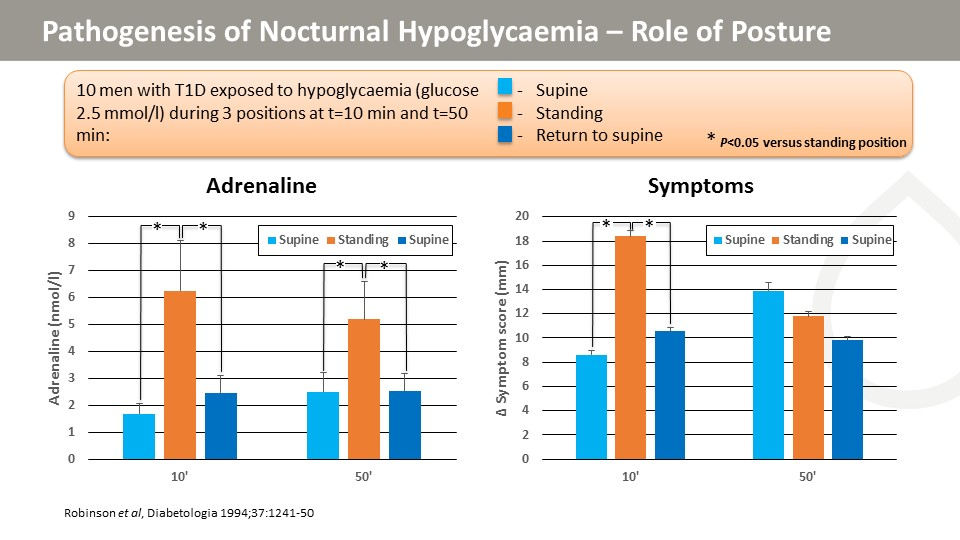 Pathogenesis of Nocturnal Hypoglycaemia – Role of Posture
10 men with T1D exposed to hypoglycaemia (glucose
2.5 mmol/l) during 3 positions at t=10 min and t=50
min:
- Supine
- Standing
- Return to supine
* P<0.05 versus standing position
Adrenaline
9
8
7
6
5
4
3
2
1
0
Adrenaline (nmol/l)
* *
* *
Supine Standing Supine
10' 50'
Symptoms
20
18
16
14
12
10
8
6
4
2
0
Δ Symptom score (mm)
* *
Supine Standing Supine
10' 50'
Robinson et al, Diabetologia 1994;37:1241-50